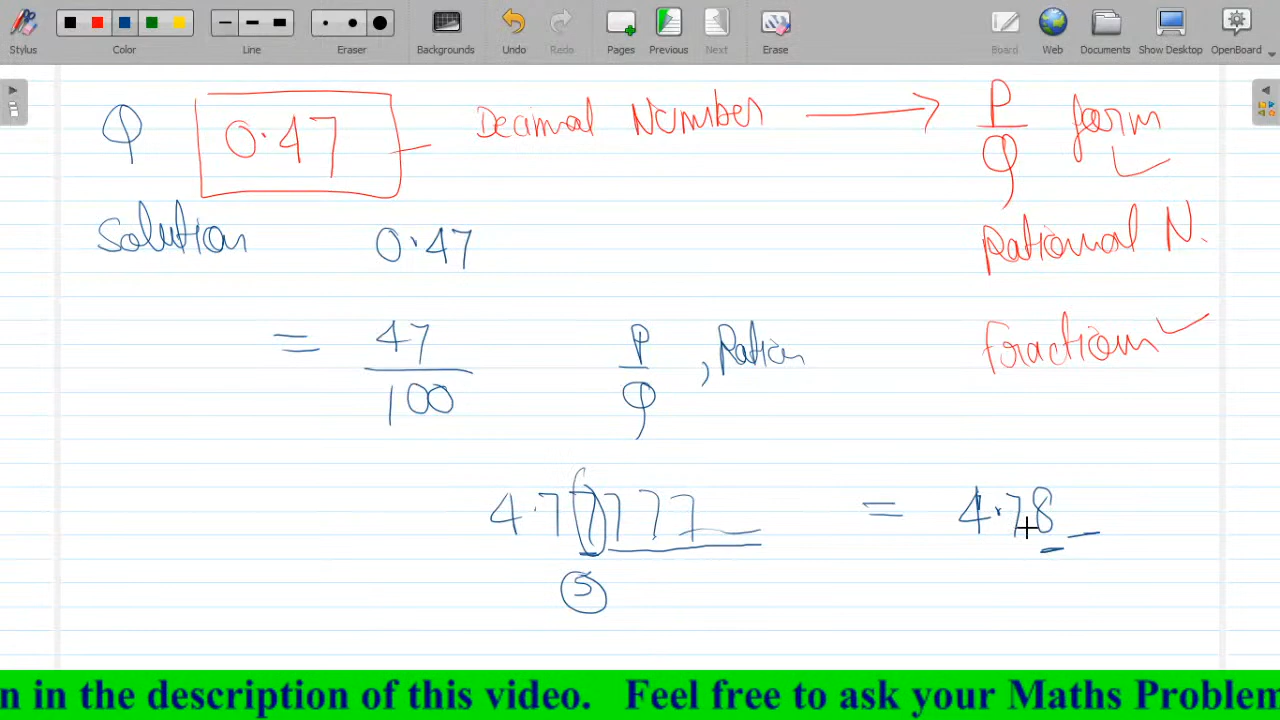 Stylus Color Line Eraser Backgrounds Undo Redo Pages Previous Next Erase Board Web Documents Show Desktop OpenBoard
Q 0.47 Decimal Number → P/Q form
Solution 0.47 Rational N.
= 47/100 P/Q , Ration Fraction
4.77777 = 4.78
5
n in the description of this video. Feel free to ask your Maths Problem